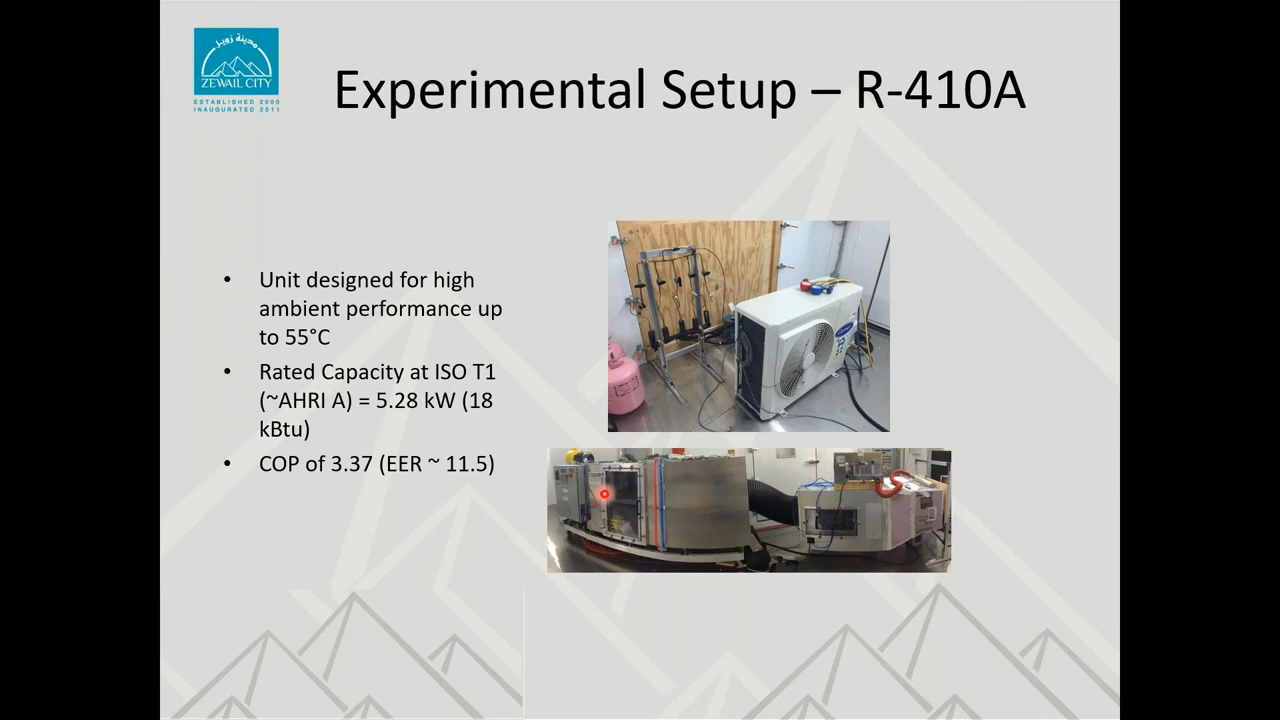 مدينة زويل
ZEWAIL CITY
ESTABLISHED 2000
INAUGURATED 2011
Experimental Setup – R-410A
• Unit designed for high
ambient performance up
to 55°C
• Rated Capacity at ISO T1
(~AHRI A) = 5.28 kW (18
kBtu)
• COP of 3.37 (EER ~ 11.5)